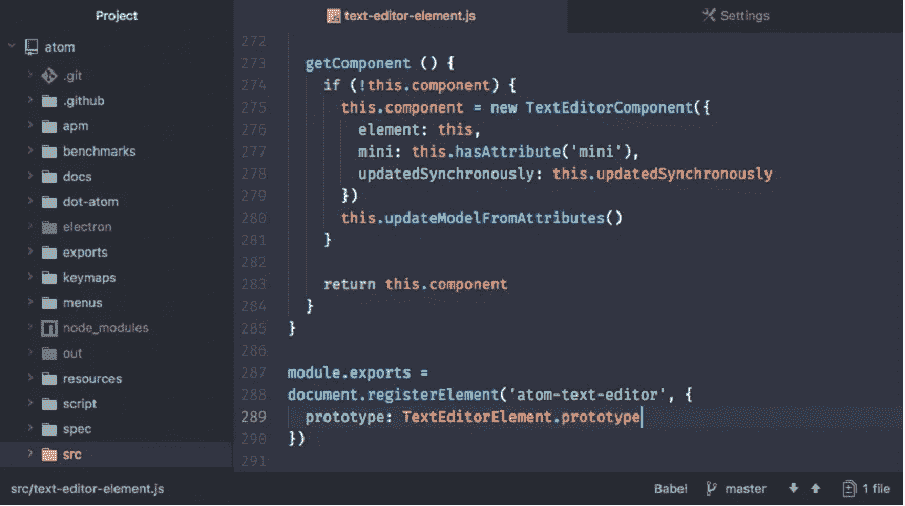 Project
atom
.git
.github
apm
benchmarks
docs
dot-atom
electron
exports
keymaps
menus
node_modules
out
resources
script
spec
src
text-editor-element.js
Settings
272
273 getComponent () {
274 if (!this.component) {
275 this.component = new TextEditorComponent({
276 element: this,
277 mini: this.hasAttribute('mini'),
278 updatedSynchronously: this.updatedSynchronously
279 })
280 this.updateModelFromAttributes()
281 }
282
283 return this.component
284 }
285 }
286
287 module.exports =
288 document.registerElement('atom-text-editor', {
289 prototype: TextEditorElement.prototype
290 })
291
src/text-editor-element.js
Babel
master
1 file